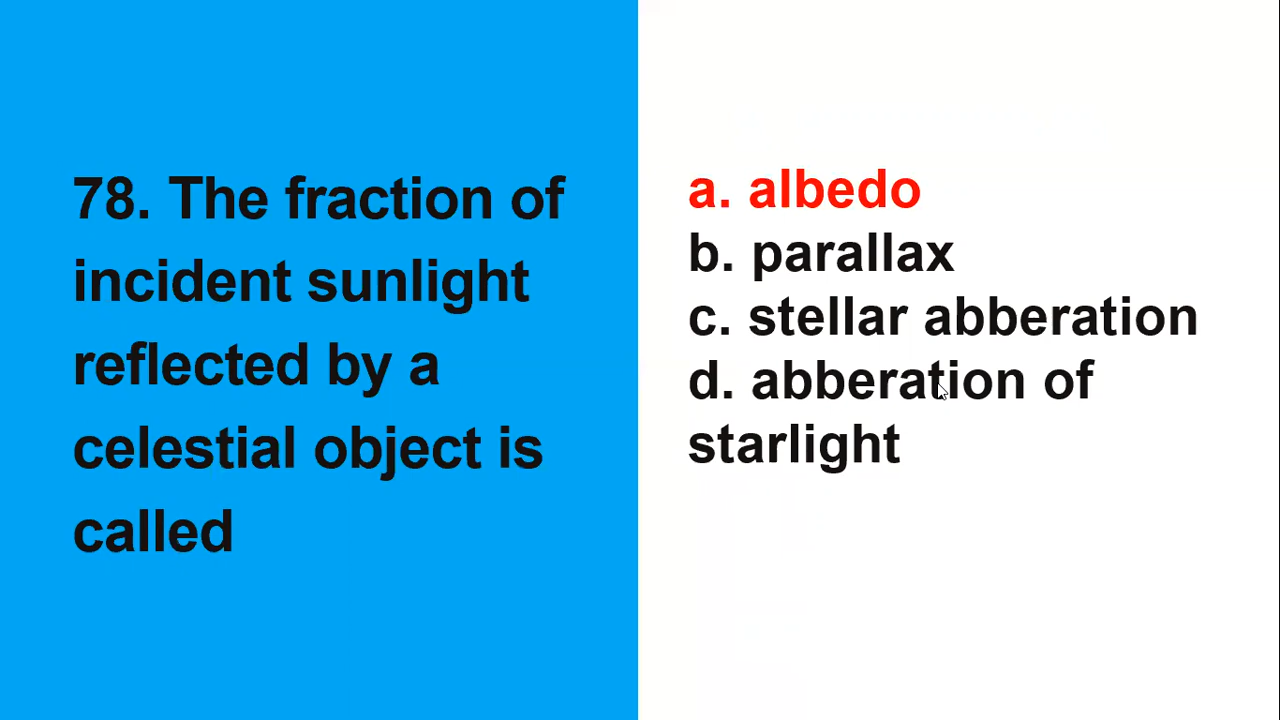 78. The fraction of
incident sunlight
reflected by a
celestial object is
called
a. albedo
b. parallax
c. stellar abberation
d. abberation of
starlight